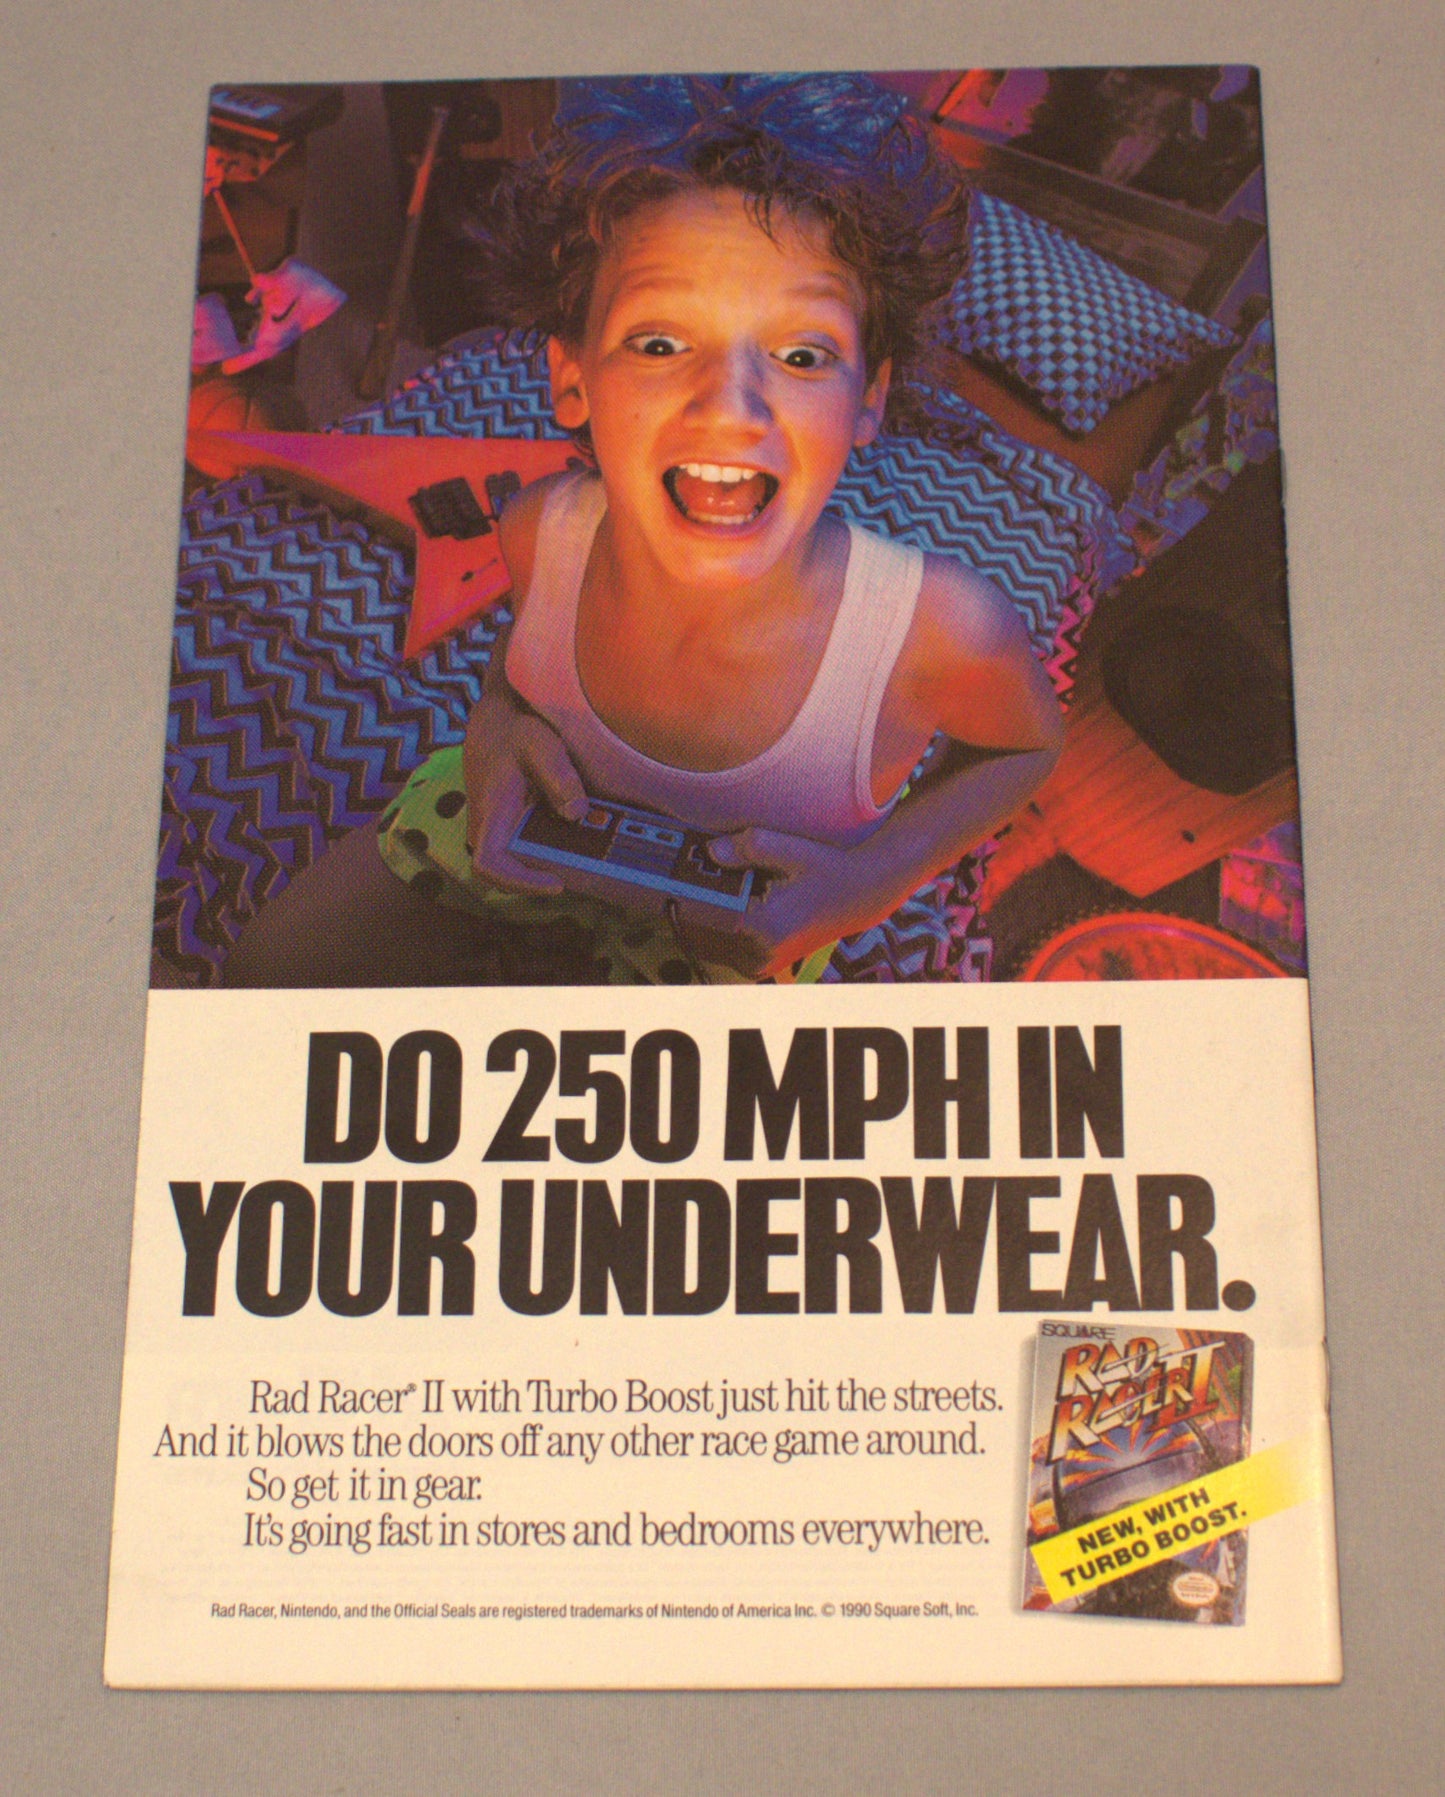 DO 250 MPH IN
YOUR UNDERWEAR.
Rad Racer® II with Turbo Boost just hit the streets.
And it blows the doors off any other race game around.
So get it in gear.
It's going fast in stores and bedrooms everywhere.
SQUARE
RAD
RACER II
NEW, WITH
TURBO BOOST.
Rad Racer, Nintendo, and the Official Seals are registered trademarks of Nintendo of America Inc. © 1990 Square Soft, Inc.